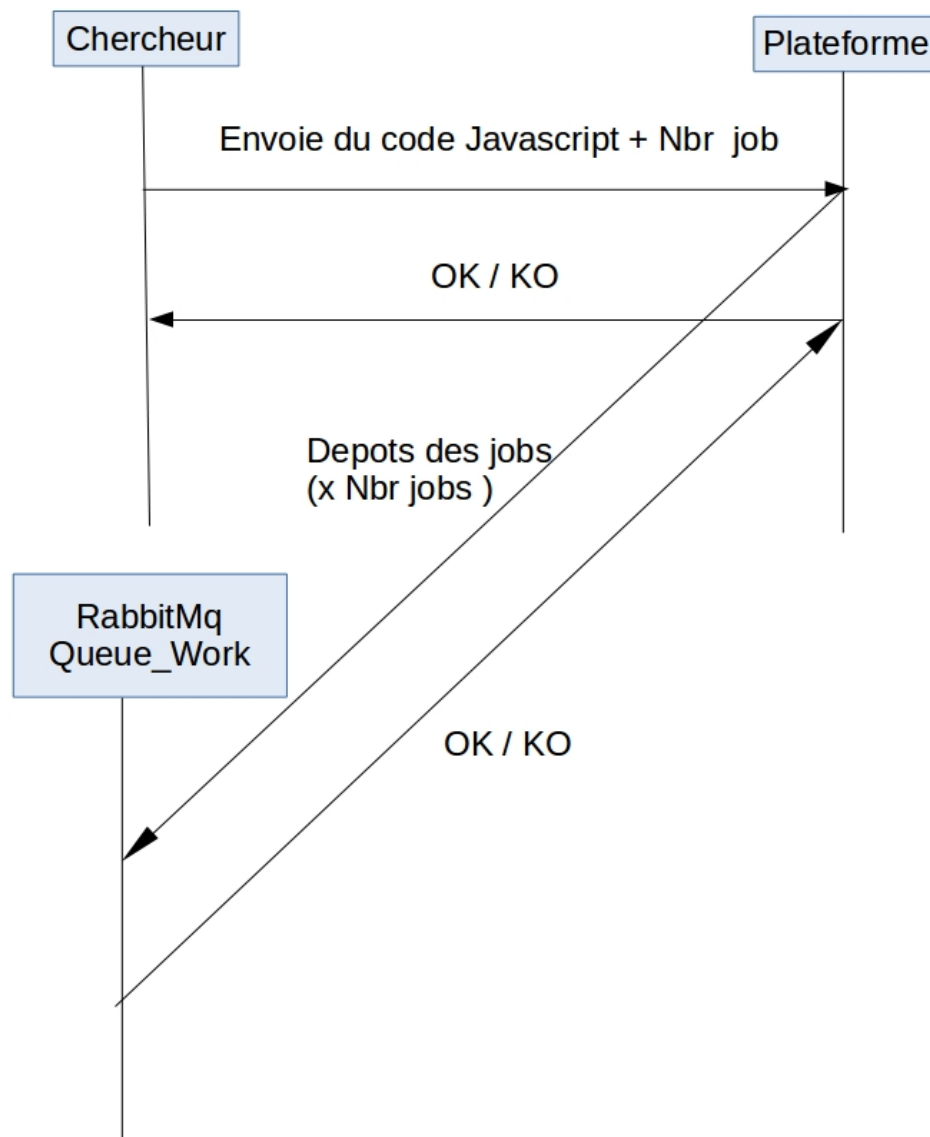 Chercheur
Plateforme
Envoie du code Javascript + Nbr job
OK / KO
Depots des jobs
(x Nbr jobs )
RabbitMq
Queue_Work
OK / KO